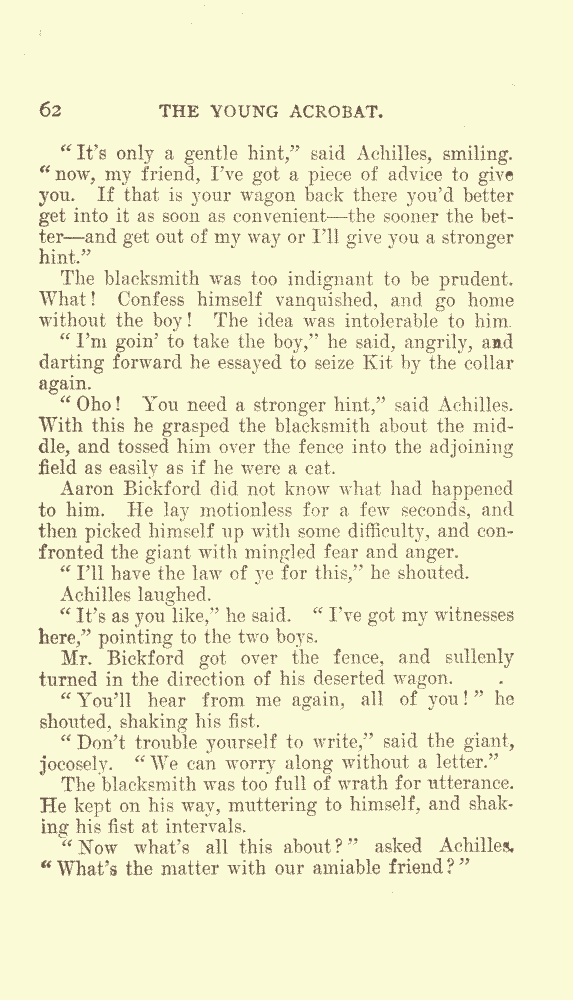 62 THE YOUNG ACROBAT.
“It’s only a gentle hint,” said Achilles, smiling.
“now, my friend, I’ve got a piece of advice to give
you. If that is your wagon back there you’d better
get into it as soon as convenient—the sooner the bet-
ter—and get out of my way or I’ll give you a stronger
hint.”
The blacksmith was too indignant to be prudent.
What! Confess himself vanquished, and go home
without the boy! The idea was intolerable to him.
“I’m goin’ to take the boy,” he said, angrily, and
darting forward he essayed to seize Kit by the collar
again.
“Oho! You need a stronger hint,” said Achilles.
With this he grasped the blacksmith about the mid-
dle, and tossed him over the fence into the adjoining
field as easily as if he were a cat.
Aaron Bickford did not know what had happened
to him. He lay motionless for a few seconds, and
then picked himself up with some difficulty, and con-
fronted the giant with mingled fear and anger.
“I’ll have the law of ye for this,” he shouted.
Achilles laughed.
“It’s as you like,” he said. “I’ve got my witnesses
here,” pointing to the two boys.
Mr. Bickford got over the fence, and sullenly
turned in the direction of his deserted wagon.
“You’ll hear from me again, all of you!” he
shouted, shaking his fist.
“Don’t trouble yourself to write,” said the giant,
jocosely. “We can worry along without a letter.”
The blacksmith was too full of wrath for utterance.
He kept on his way, muttering to himself, and shak-
ing his fist at intervals.
“Now what’s all this about?” asked Achilles.
“What’s the matter with our amiable friend?”